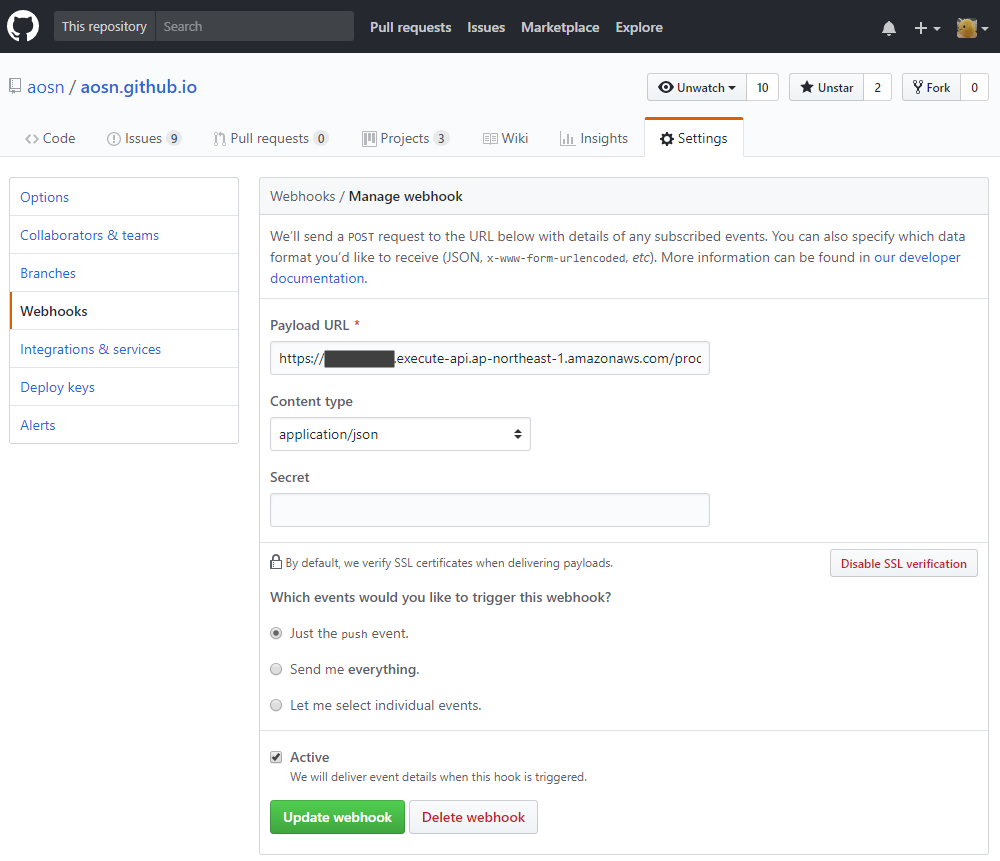 This repository Search Pull requests Issues Marketplace Explore
aosn / aosn.github.io Unwatch 10 Unstar 2 Fork 0
Code Issues 9 Pull requests 0 Projects 3 Wiki Insights Settings
Options
Collaborators & teams
Branches
Webhooks
Integrations & services
Deploy keys
Alerts
Webhooks / Manage webhook
We'll send a POST request to the URL below with details of any subscribed events. You can also specify which data
format you'd like to receive (JSON, x-www-form-urlencoded, etc). More information can be found in our developer
documentation.
Payload URL *
https:// .execute-api.ap-northeast-1.amazonaws.com/proc
Content type
application/json
Secret
By default, we verify SSL certificates when delivering payloads. Disable SSL verification
Which events would you like to trigger this webhook?
Just the push event.
Send me everything.
Let me select individual events.
Active
We will deliver event details when this hook is triggered.
Update webhook Delete webhook